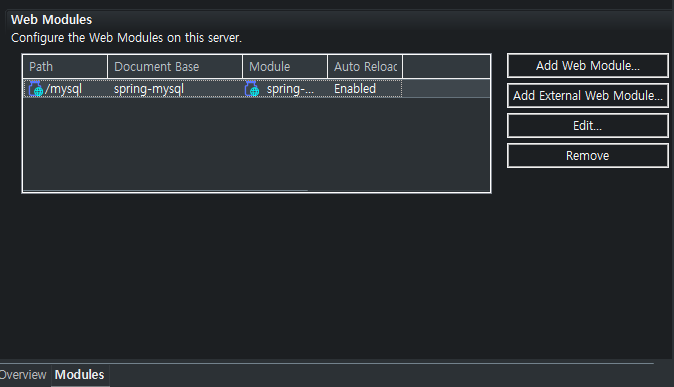 Web Modules
Configure the Web Modules on this server.
Path Document Base Module Auto Reload
/mysql spring-mysql spring-... Enabled
Add Web Module...
Add External Web Module...
Edit...
Remove
Overview Modules